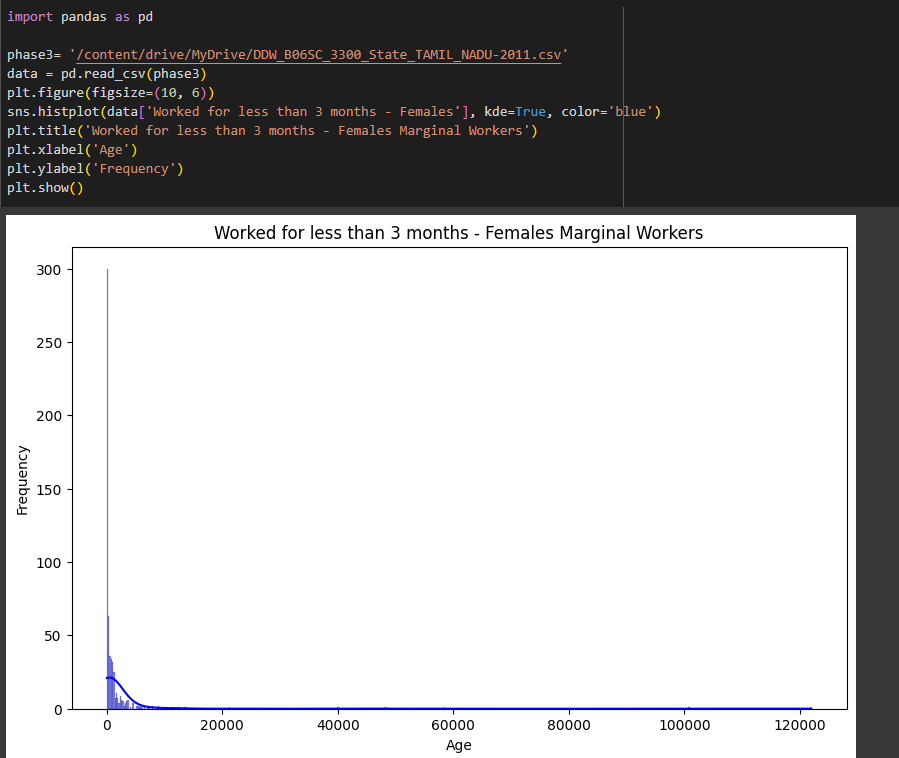 import pandas as pd
phase3= '/content/drive/MyDrive/DDW_B06SC_3300_State_TAMIL_NADU-2011.csv'
data = pd.read_csv(phase3)
plt.figure(figsize=(10, 6))
sns.histplot(data['Worked for less than 3 months - Females'], kde=True, color='blue')
plt.title('Worked for less than 3 months - Females Marginal Workers')
plt.xlabel('Age')
plt.ylabel('Frequency')
plt.show()
Worked for less than 3 months - Females Marginal Workers
300
250
200
150
100
50
0
Frequency
0 20000 40000 60000 80000 100000 120000
Age